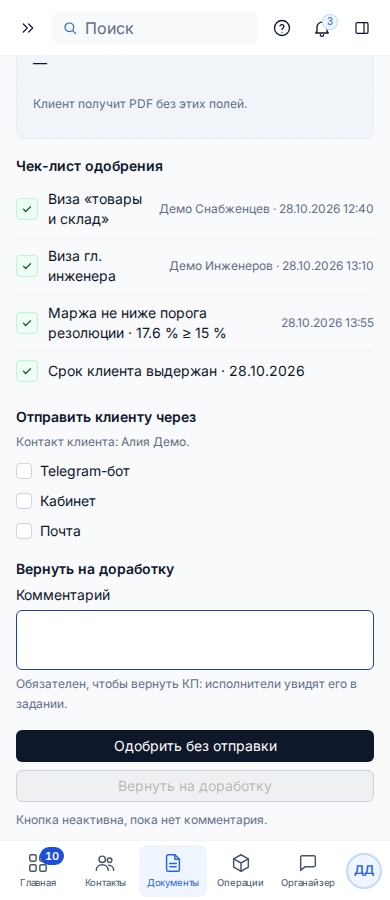 Поиск
3
—
Клиент получит PDF без этих полей.
Чек-лист одобрения
Виза «товары
и склад»
Демо Снабженцев · 28.10.2026 12:40
Виза гл.
инженера
Демо Инженеров · 28.10.2026 13:10
Маржа не ниже порога
резолюции · 17.6 % ≥ 15 %
28.10.2026 13:55
Срок клиента выдержан · 28.10.2026
Отправить клиенту через
Контакт клиента: Алия Демо.
Telegram-бот
Кабинет
Почта
Вернуть на доработку
Комментарий
Обязателен, чтобы вернуть КП: исполнители увидят его в
задании.
Одобрить без отправки
Вернуть на доработку
Кнопка неактивна, пока нет комментария.
10
Главная
Контакты
Документы
Операции
Органайзер
ДД